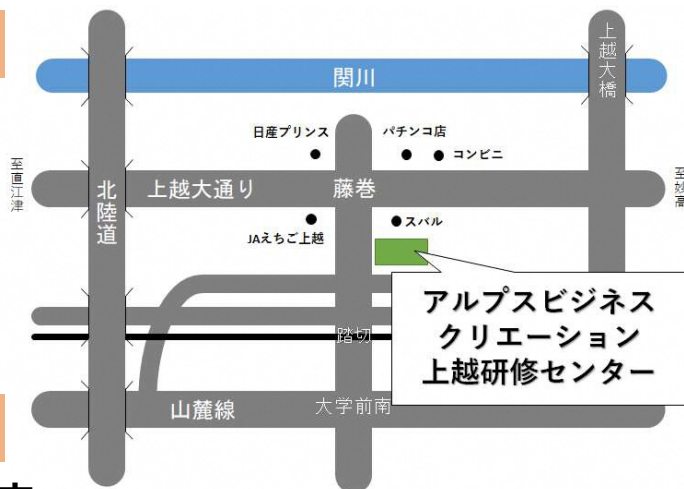 上越大橋
関川
日産プリンス
パチンコ店
コンビニ
至直江津
北陸道
上越大通り
藤巻
至妙高
JAえちご上越
スバル
アルプスビジネス
クリエーション
上越研修センター
踏切
山麓線
大学前南